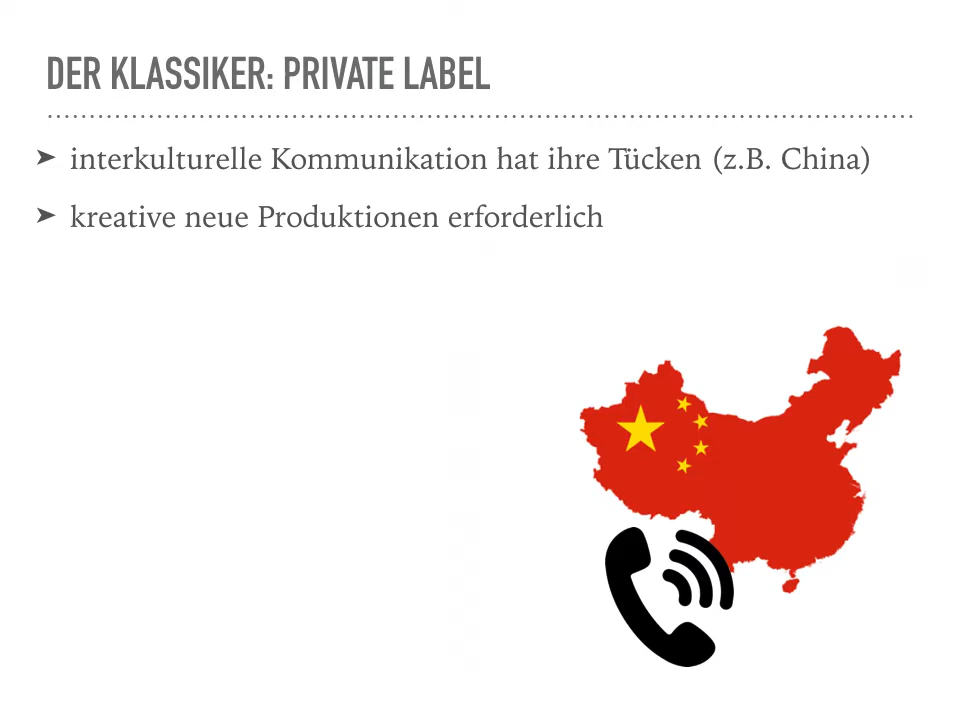 DER KLASSIKER: PRIVATE LABEL
➤ interkulturelle Kommunikation hat ihre Tücken (z.B. China)
➤ kreative neue Produktionen erforderlich